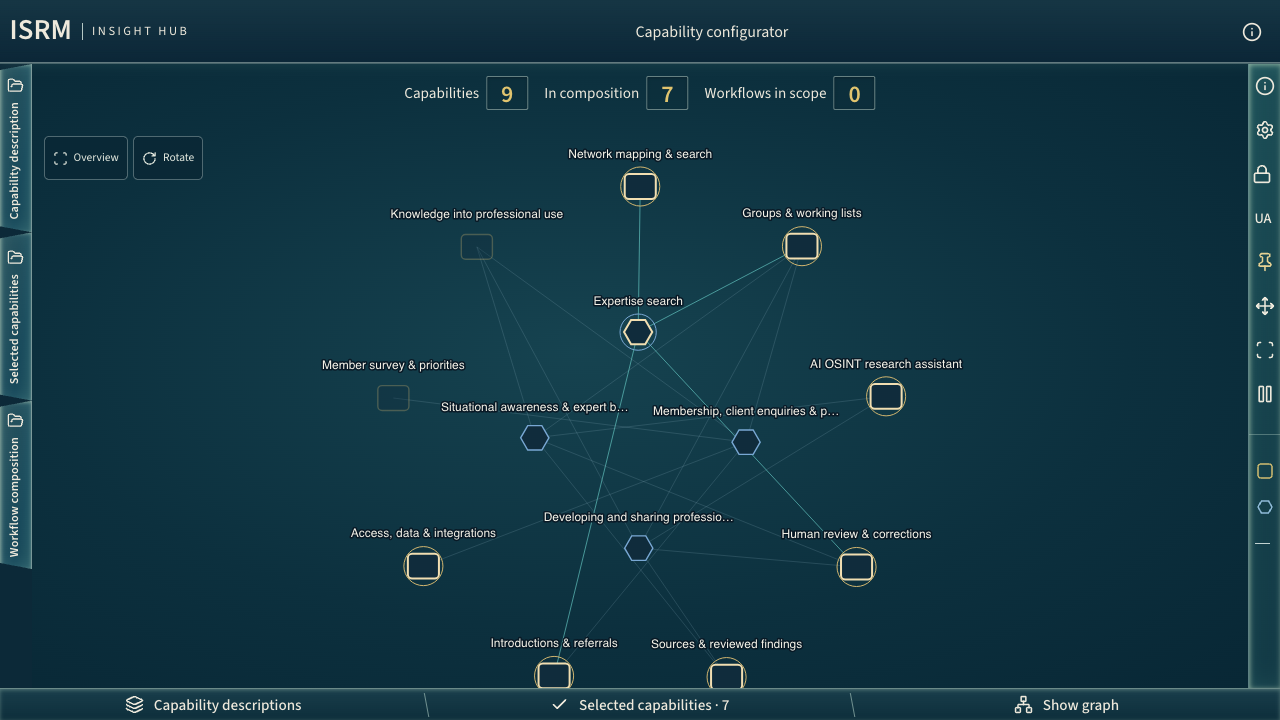 ISRM
INSIGHT HUB
Capability configurator
Capabilities 9 In composition 7 Workflows in scope 0
Capability description
Selected capabilities
Workflow composition
Overview
Rotate
Network mapping & search
Knowledge into professional use
Groups & working lists
Expertise search
Member survey & priorities
AI OSINT research assistant
Situational awareness & expert b…
Membership, client enquiries & p…
Developing and sharing professio…
Access, data & integrations
Human review & corrections
Introductions & referrals
Sources & reviewed findings
UA
Capability descriptions
Selected capabilities · 7
Show graph